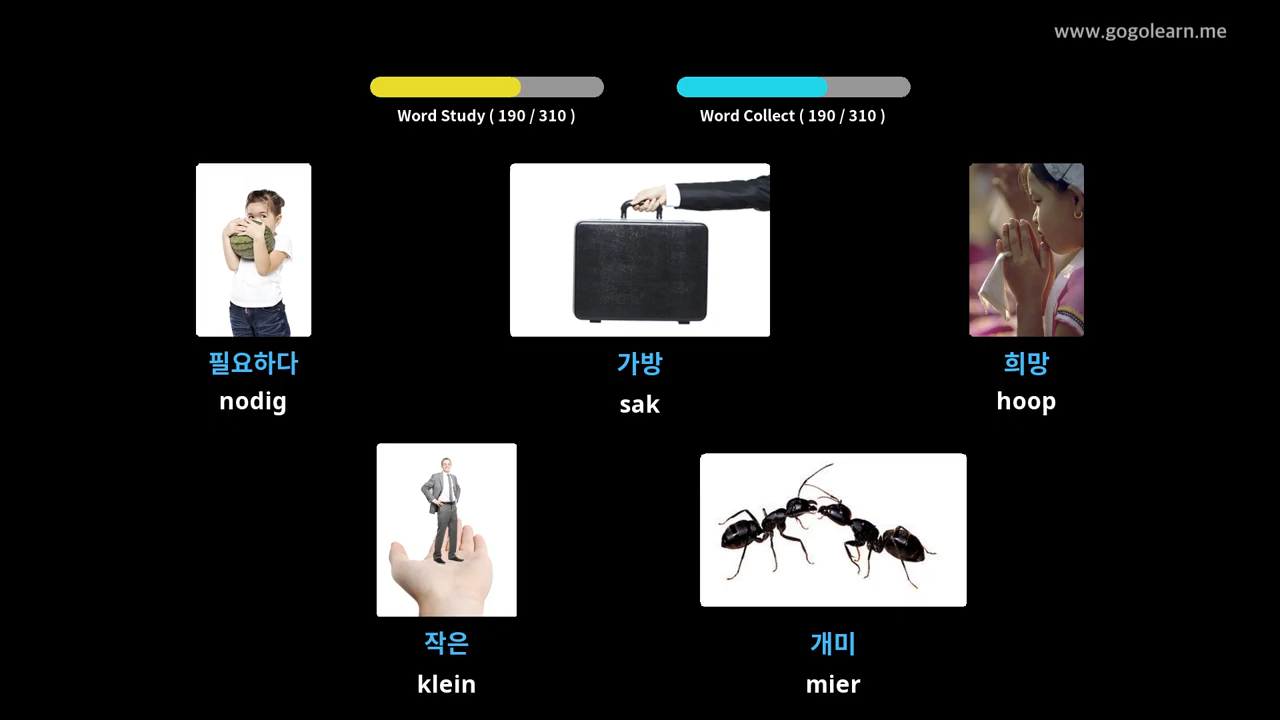 www.gogolearn.me
Word Study ( 190 / 310 )
Word Collect ( 190 / 310 )
필요하다
nodig
가방
sak
희망
hoop
작은
klein
개미
mier